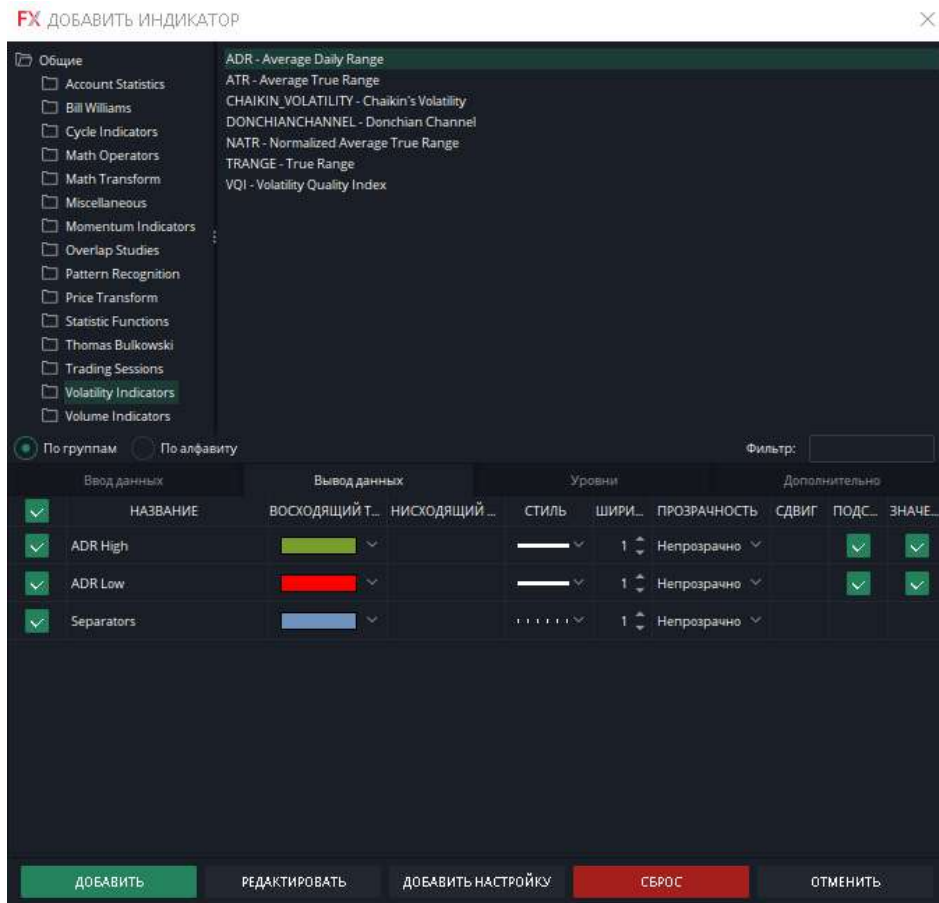 FX ДОБАВИТЬ ИНДИКАТОР
Общие
Account Statistics
Bill Williams
Cycle Indicators
Math Operators
Math Transform
Miscellaneous
Momentum Indicators
Overlap Studies
Pattern Recognition
Price Transform
Statistic Functions
Thomas Bulkowski
Trading Sessions
Volatility Indicators
Volume Indicators
ADR - Average Daily Range
ATR - Average True Range
CHAIKIN_VOLATILITY - Chaikin's Volatility
DONCHIANCHANNEL - Donchian Channel
NATR - Normalized Average True Range
TRANGE - True Range
VQI - Volatility Quality Index
По группам По алфавиту Фильтр:
Ввод данных Вывод данных Уровни Дополнительно
НАЗВАНИЕ ВОСХОДЯЩИЙ Т... НИСХОДЯЩИЙ ... СТИЛЬ ШИРИ... ПРОЗРАЧНОСТЬ СДВИГ ПОДС... ЗНАЧЕ...
ADR High 1 Непрозрачно
ADR Low 1 Непрозрачно
Separators 1 Непрозрачно
ДОБАВИТЬ РЕДАКТИРОВАТЬ ДОБАВИТЬ НАСТРОЙКУ СБРОС ОТМЕНИТЬ